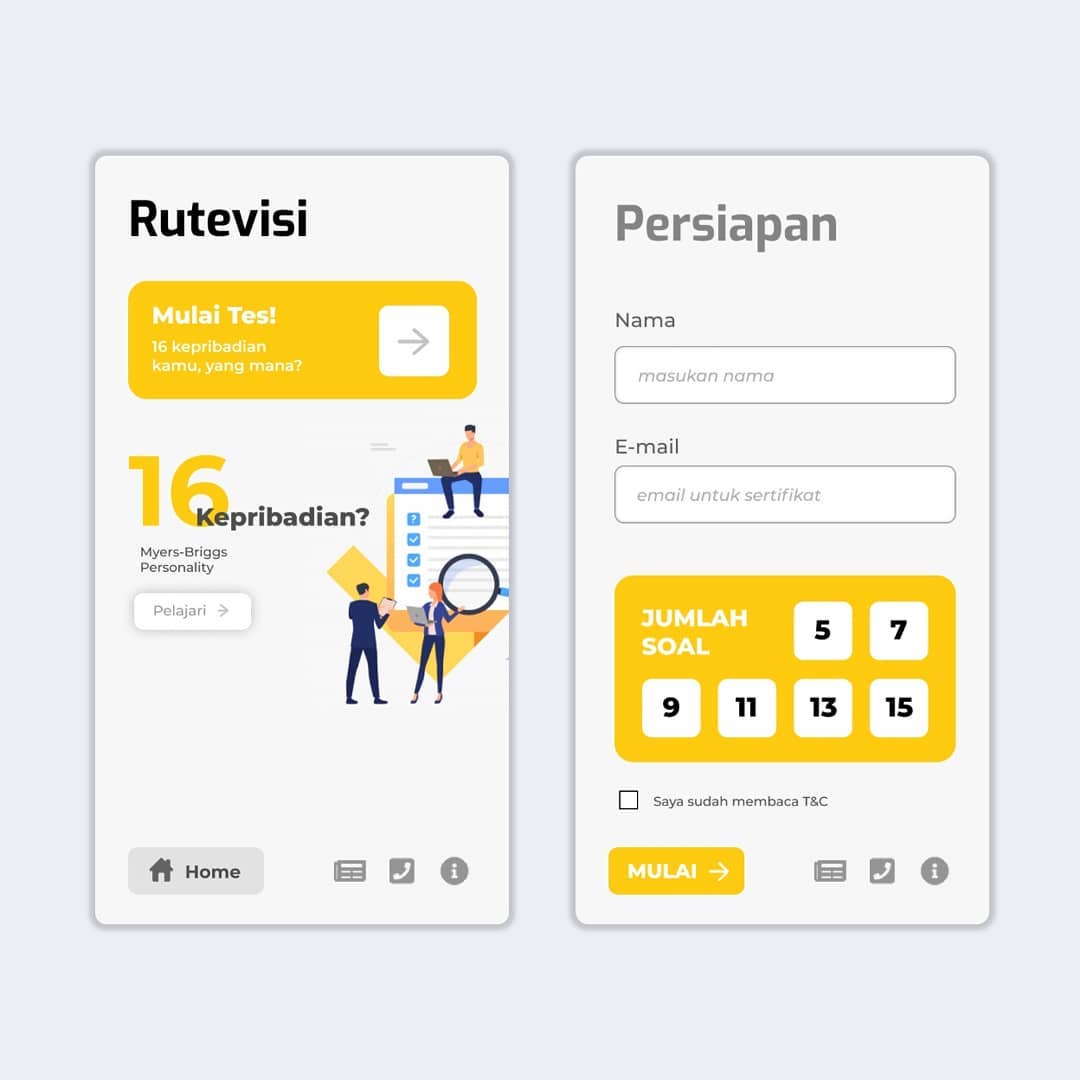 Rutevisi
Mulai Tes!
16 kepribadian
kamu, yang mana?
16
Kepribadian?
Myers-Briggs
Personality
Pelajari
?
Home
Persiapan
Nama
masukan nama
E-mail
email untuk sertifikat
JUMLAH
SOAL
5 7
9 11 13 15
Saya sudah membaca T&C
MULAI